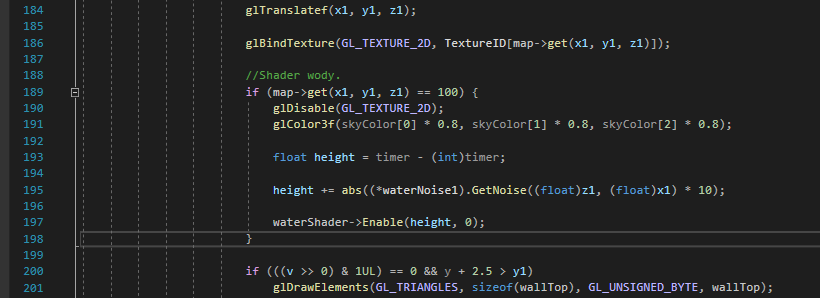 184 glTranslatef(x1, y1, z1);
185
186 glBindTexture(GL_TEXTURE_2D, TextureID[map->get(x1, y1, z1)]);
187
188 //Shader wody.
189 if (map->get(x1, y1, z1) == 100) {
190 glDisable(GL_TEXTURE_2D);
191 glColor3f(skyColor[0] * 0.8, skyColor[1] * 0.8, skyColor[2] * 0.8);
192
193 float height = timer - (int)timer;
194
195 height += abs((*waterNoise1).GetNoise((float)z1, (float)x1) * 10);
196
197 waterShader->Enable(height, 0);
198 }
199
200 if (((v >> 0) & 1UL) == 0 && y + 2.5 > y1)
201 glDrawElements(GL_TRIANGLES, sizeof(wallTop), GL_UNSIGNED_BYTE, wallTop);